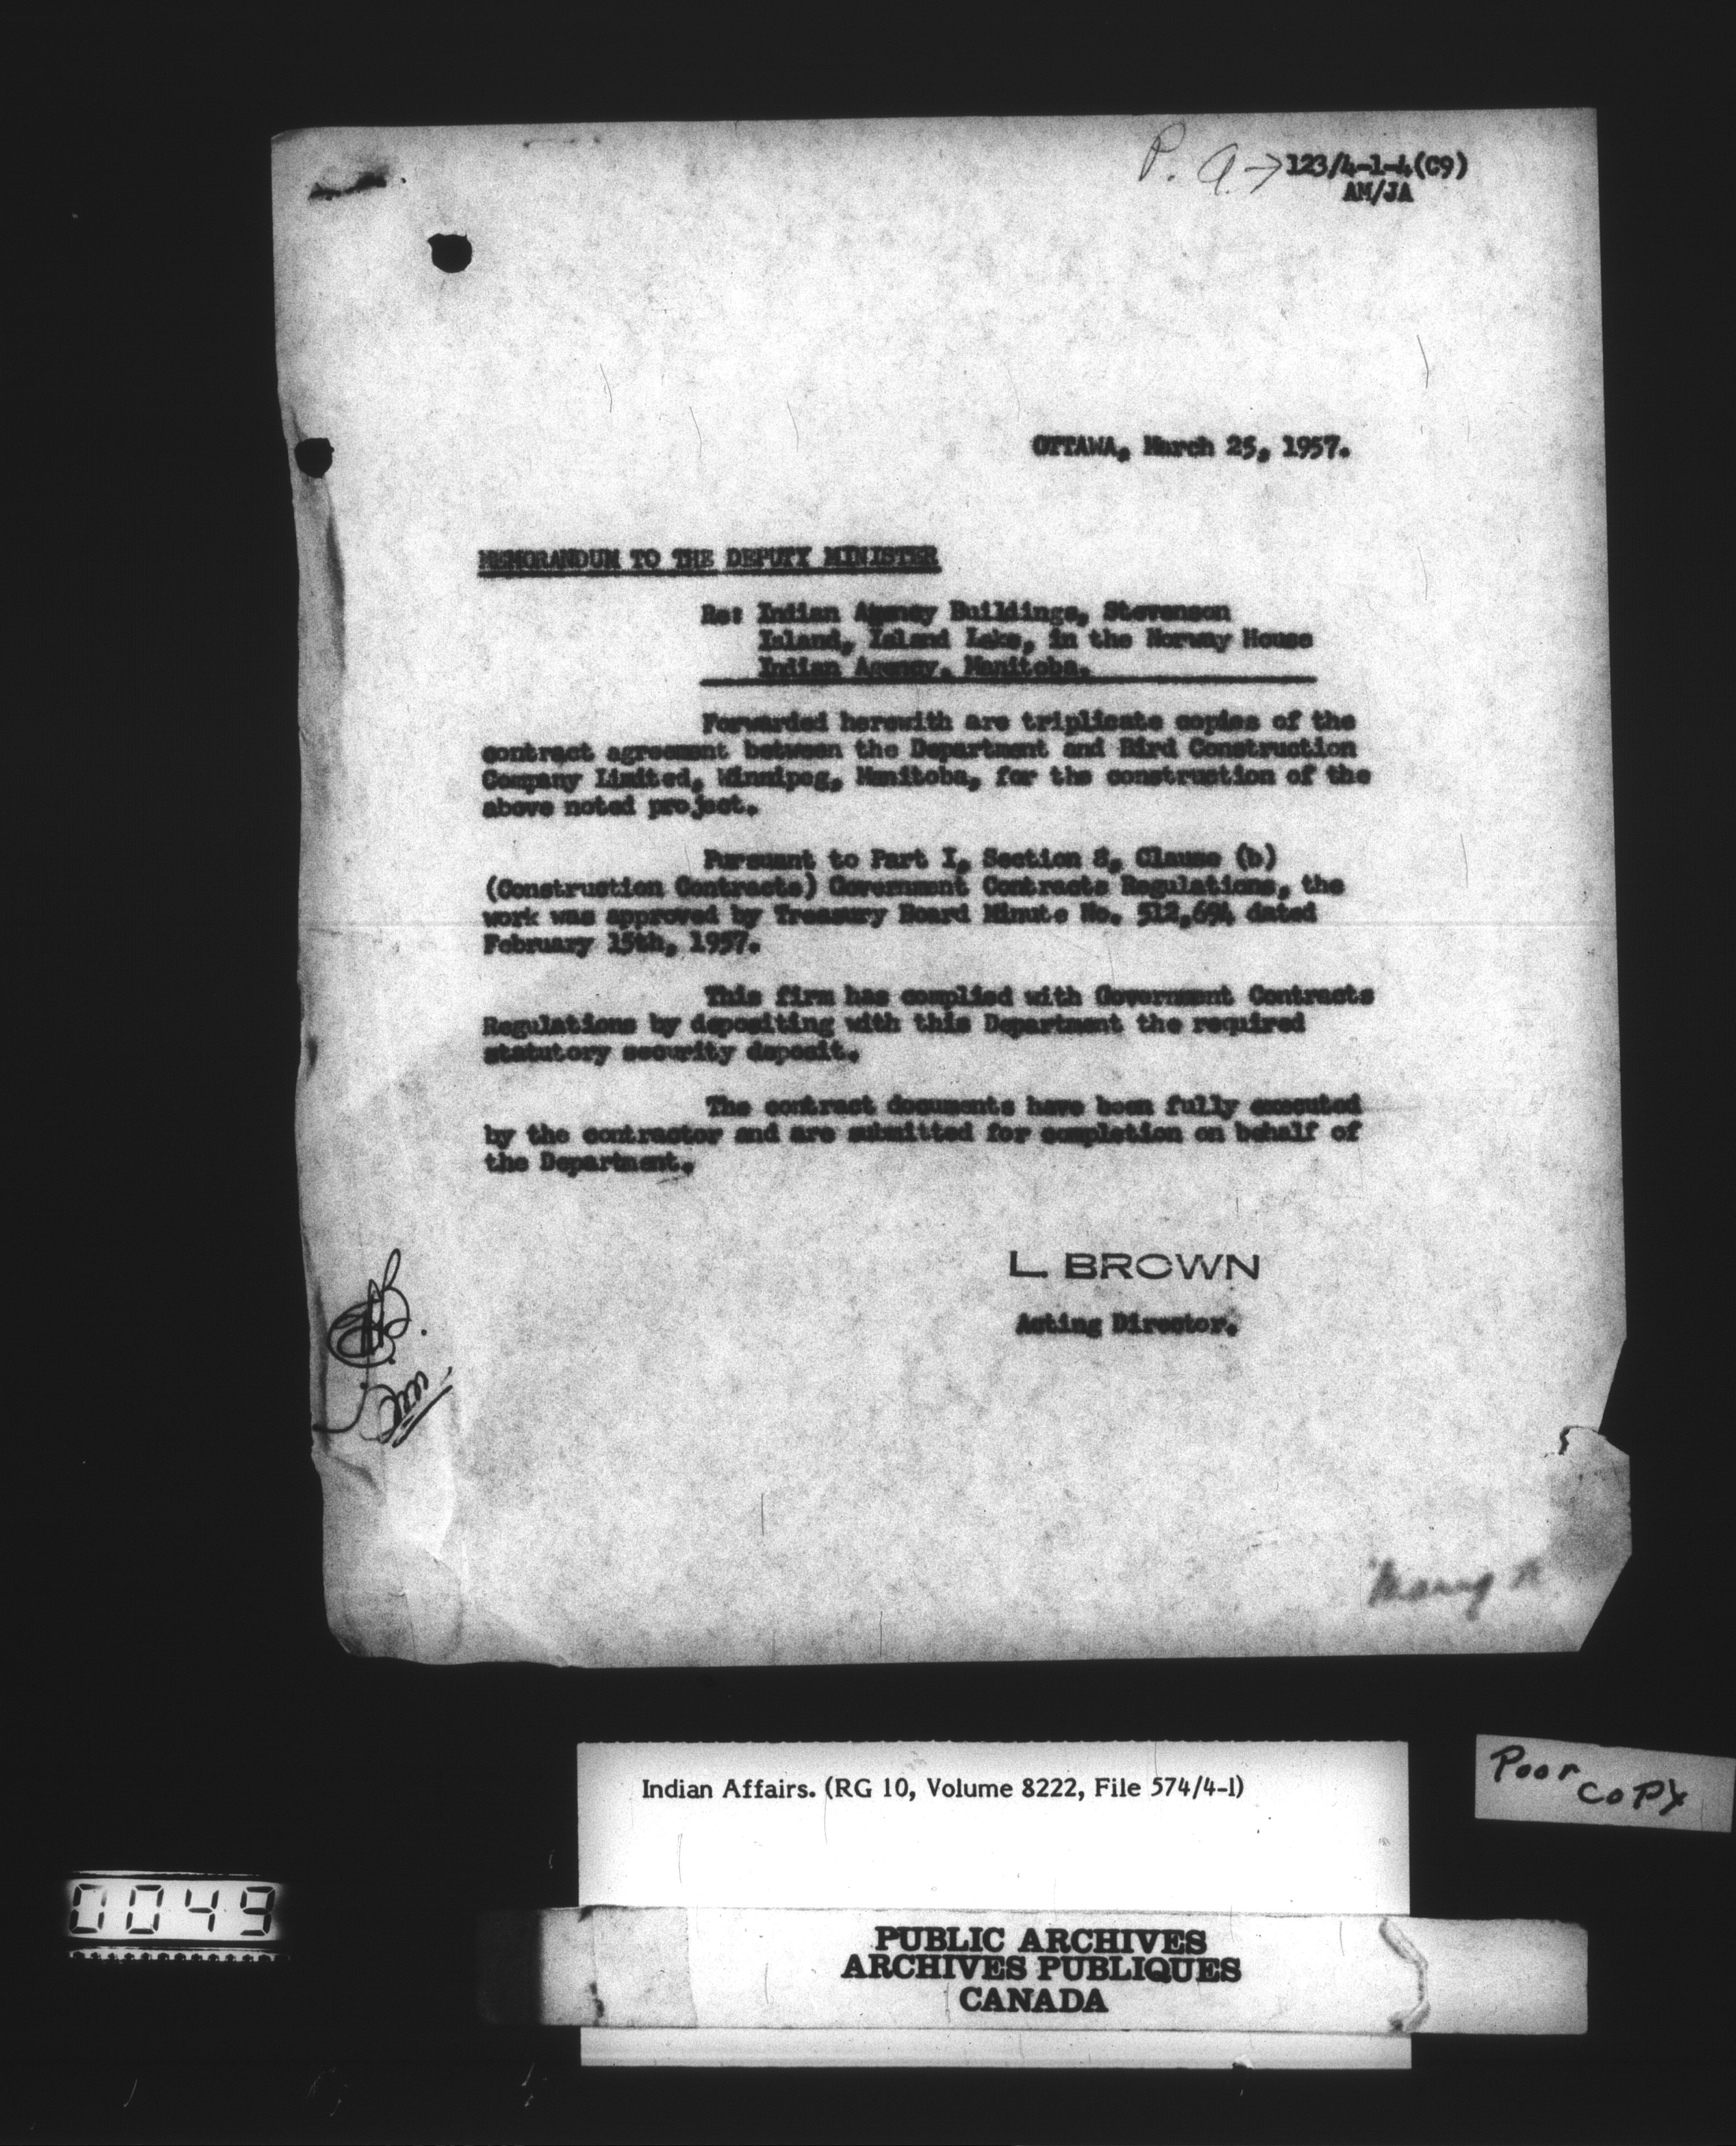 P. A. → 123/4-1-4(C9)
AM/JA
OTTAWA, March 25, 1957.
MEMORANDUM TO THE DEPUTY MINISTER
Re: Indian Agency Buildings, Stevenson
Island, Island Lake, in the Norway House
Indian Agency, Manitoba.
Forwarded herewith are triplicate copies of the
contract agreement between the Department and Bird Construction
Company Limited, Winnipeg, Manitoba, for the construction of the
above noted project.
Pursuant to Part I, Section 8, Clause (b)
(Construction Contracts) Government Contracts Regulations, the
work was approved by Treasury Board Minute No. 512,694 dated
February 15th, 1957.
This firm has complied with Government Contracts
Regulations by depositing with this Department the required
statutory security deposit.
The contract documents have been fully executed
by the contractor and are submitted for completion on behalf of
the Department.
L. BROWN
Acting Director.
Indian Affairs. (RG 10, Volume 8222, File 574/4-1)
Poor
copy
0049
PUBLIC ARCHIVES
ARCHIVES PUBLIQUES
CANADA